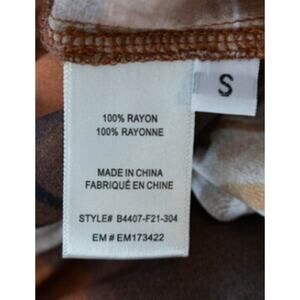 S
100% RAYON
100% RAYONNE
MADE IN CHINA
FABRIQUÉ EN CHINE
STYLE# B4407-F21-304
EM # EM173422